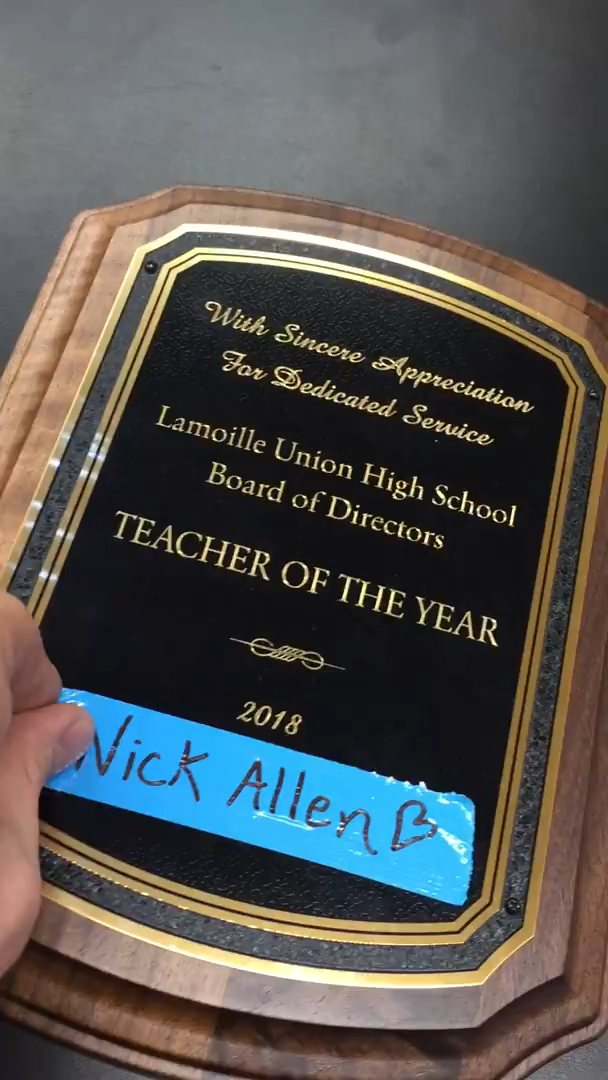 With Sincere Appreciation
For Dedicated Service
Lamoille Union High School
Board of Directors
TEACHER OF THE YEAR
2018
Nick Allen